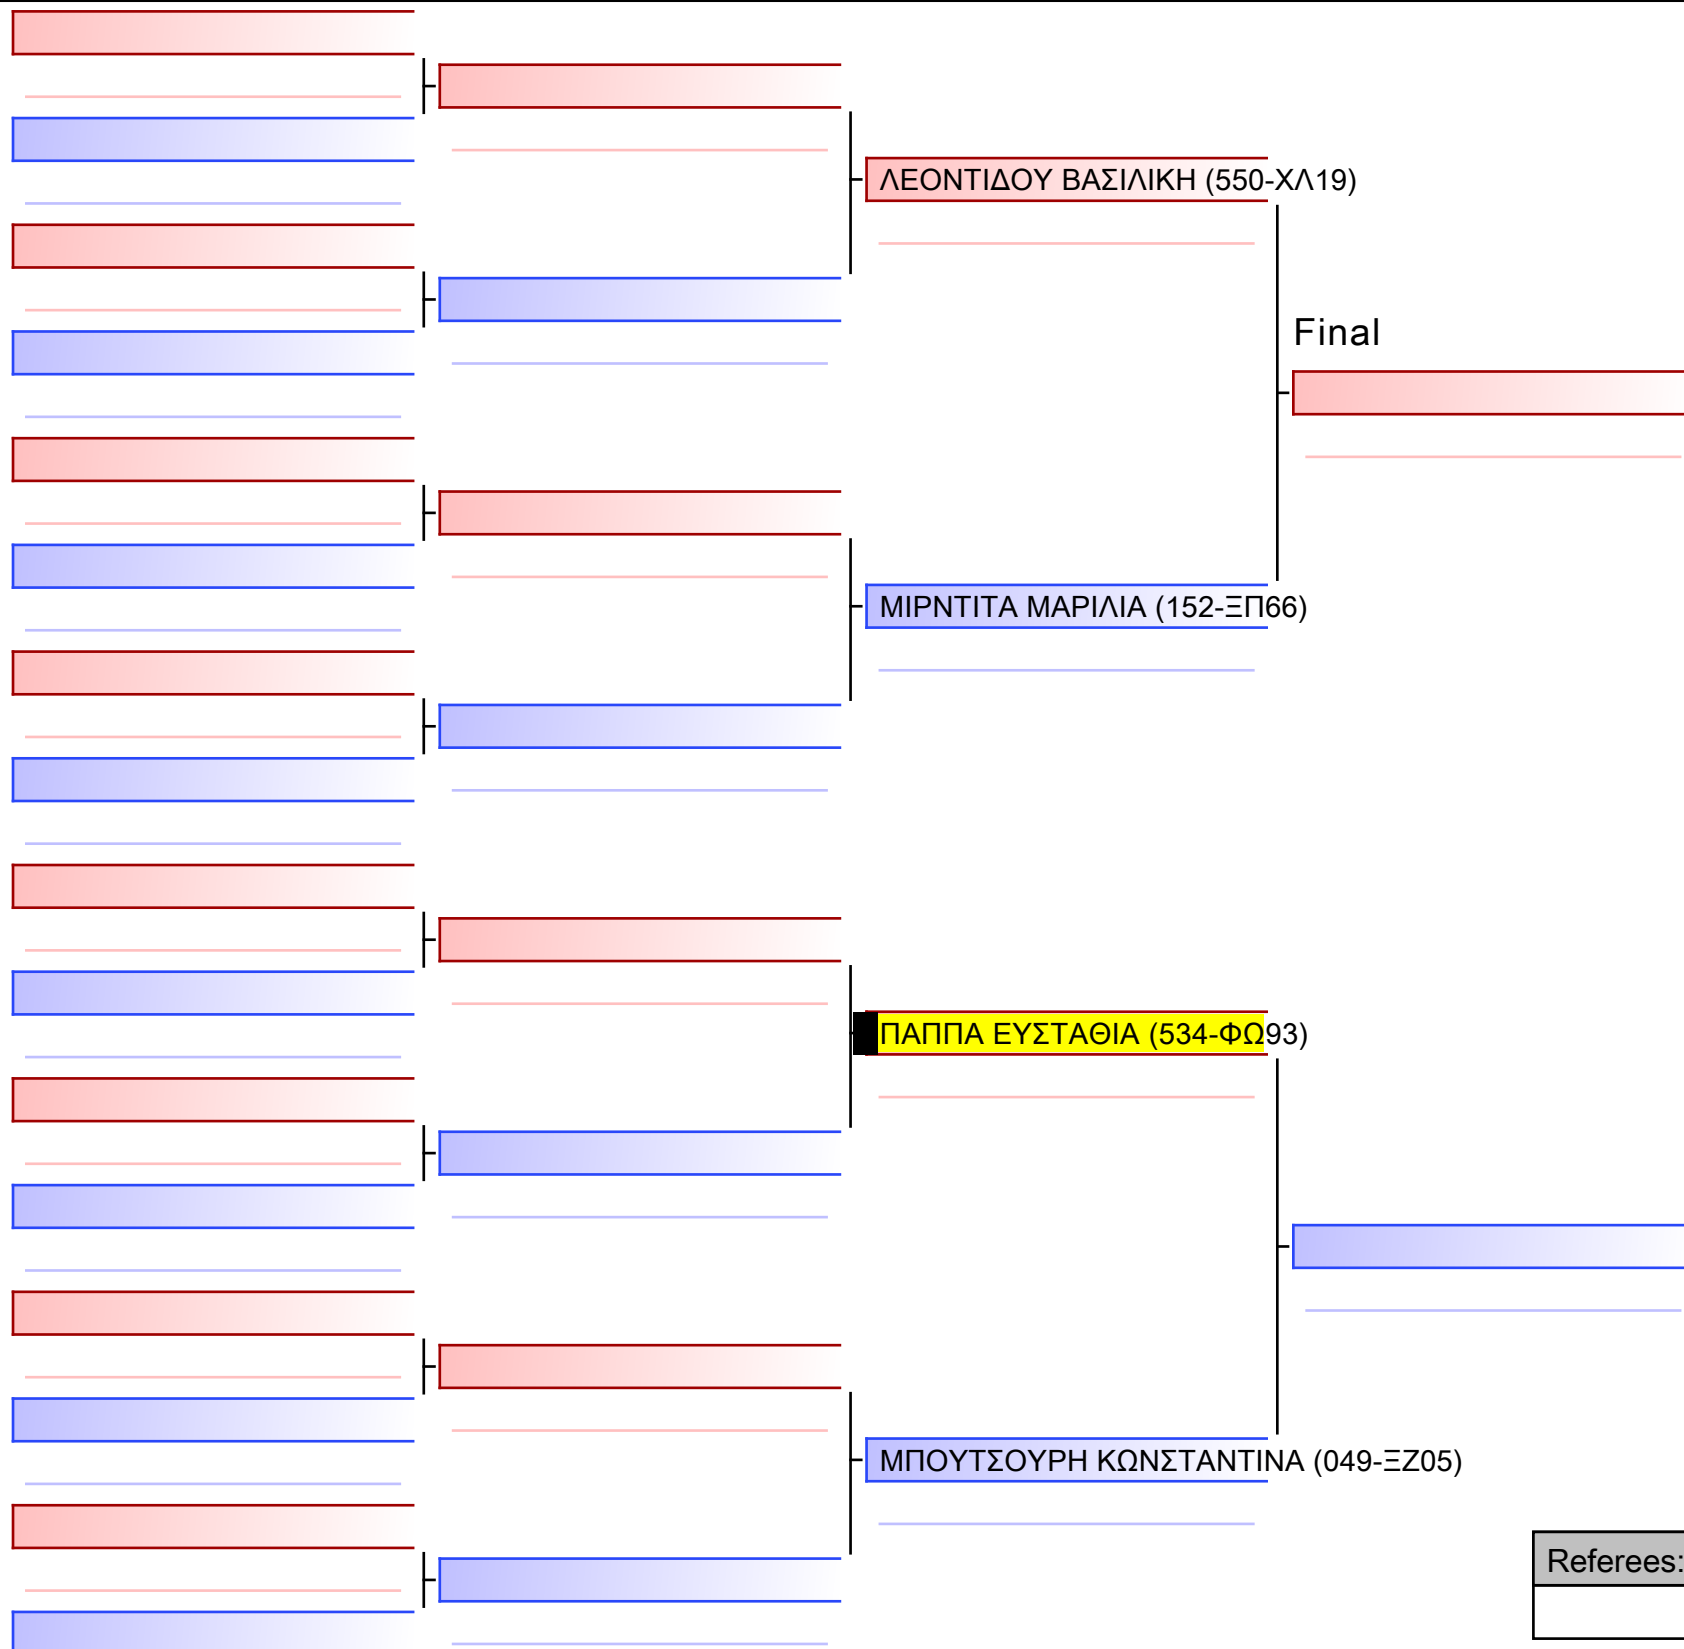 ΛΕΟΝΤΙΔΟΥ ΒΑΣΙΛΙΚΗ (550-ΧΛ19)
Final
ΜΙΡΝΤΙΤΑ ΜΑΡΙΛΙΑ (152-ΞΠ66)
ΠΑΠΠΑ ΕΥΣΤΑΘΙΑ (534-ΦΩ93)
ΜΠΟΥΤΣΟΥΡΗ ΚΩΝΣΤΑΝΤΙΝΑ (049-ΞΖ05)
Referees: